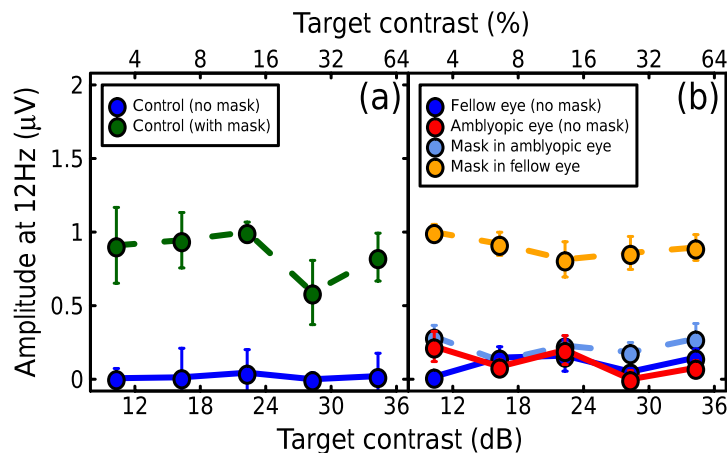 Target contrast (%)
4 8 16 32 64 4 8 16 32 64
Amplitude at 12Hz (μV)
2
1.5
1
0.5
0
(a)
Control (no mask)
Control (with mask)
(b)
Fellow eye (no mask)
Amblyopic eye (no mask)
Mask in amblyopic eye
Mask in fellow eye
12 18 24 30 36 12 18 24 30 36
Target contrast (dB)